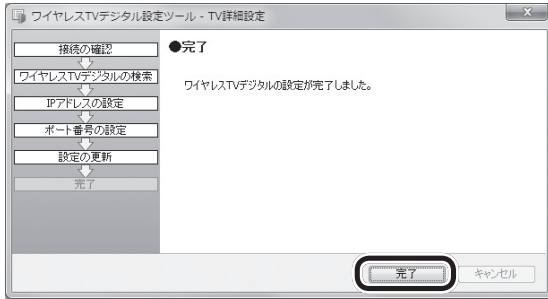 ワイヤレスTVデジタル設定ツール - TV詳細設定
接続の確認
ワイヤレスTVデジタルの検索
IPアドレスの設定
ポート番号の設定
設定の更新
完了
●完了
ワイヤレスTVデジタルの設定が完了しました。
完了
キャンセル